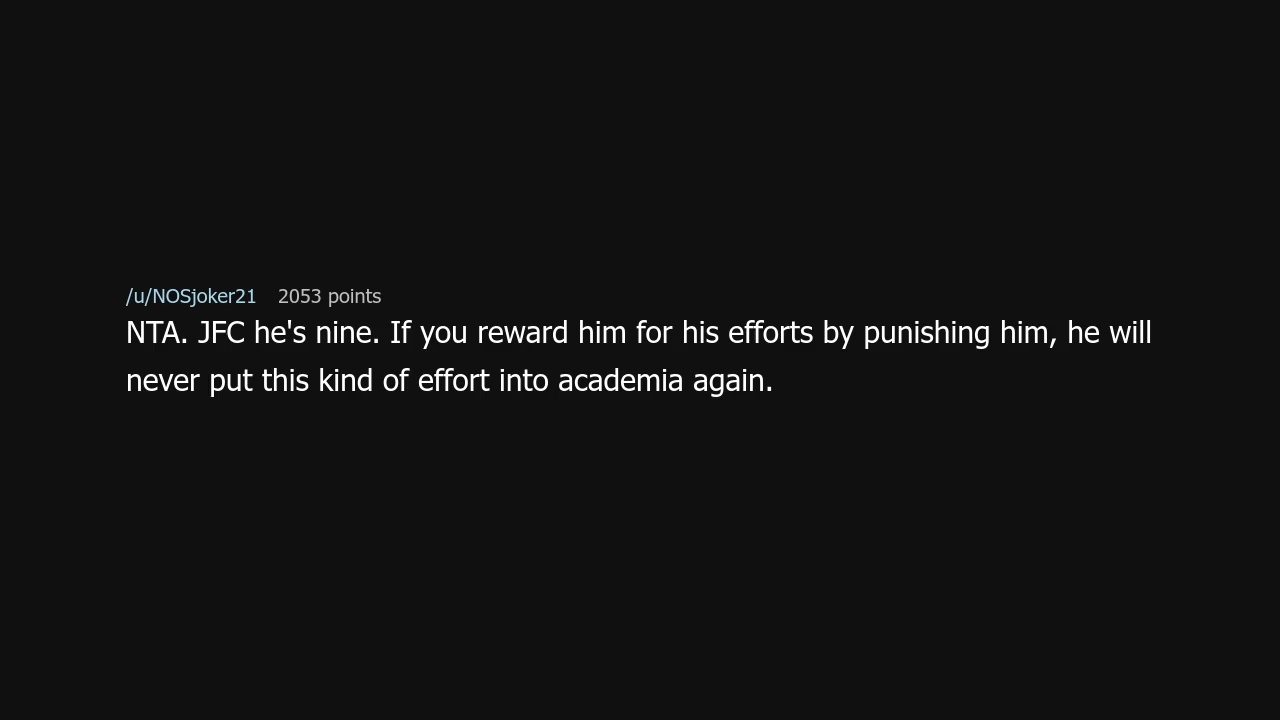 /u/NOSjoker21 2053 points
NTA. JFC he's nine. If you reward him for his efforts by punishing him, he will
never put this kind of effort into academia again.